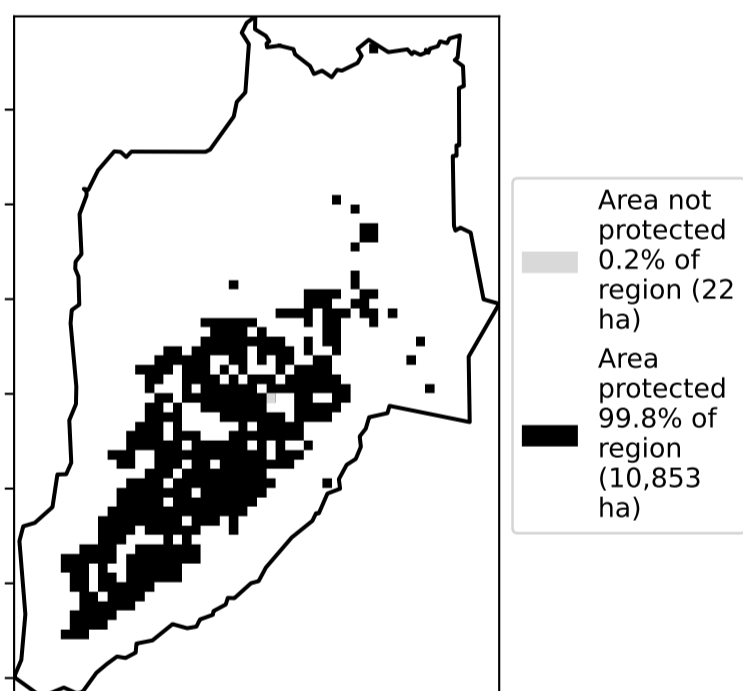 Area not
protected
0.2% of
region (22
ha)
Area
protected
99.8% of
region
(10,853
ha)